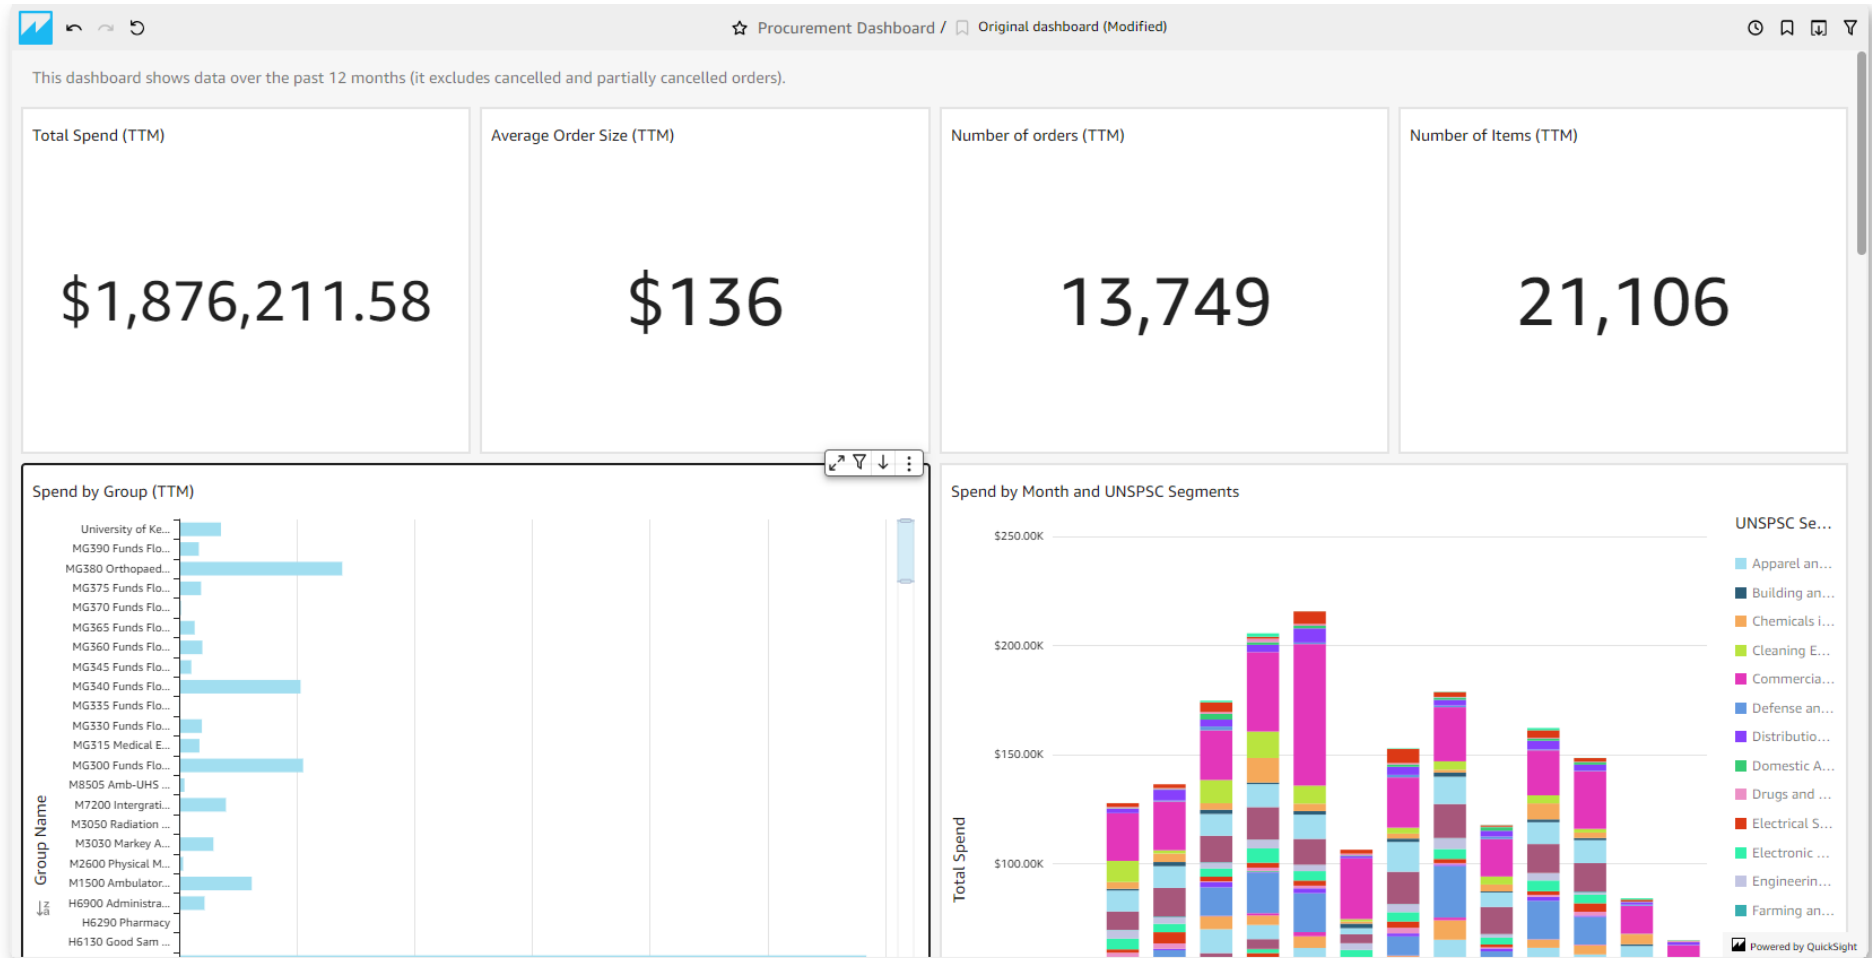 Procurement Dashboard / Original dashboard (Modified)
This dashboard shows data over the past 12 months (it excludes cancelled and partially cancelled orders).
Total Spend (TTM)
$1,876,211.58
Average Order Size (TTM)
$136
Number of orders (TTM)
13,749
Number of Items (TTM)
21,106
Spend by Group (TTM)
Group Name
University of Ke...
MG390 Funds Flo...
MG380 Orthopaed...
MG375 Funds Flo...
MG370 Funds Flo...
MG365 Funds Flo...
MG360 Funds Flo...
MG345 Funds Flo...
MG340 Funds Flo...
MG335 Funds Flo...
MG330 Funds Flo...
MG315 Medical E...
MG300 Funds Flo...
M8505 Amb-UHS ...
M7200 Intergrati...
M3050 Radiation ...
M3030 Markey A...
M2600 Physical M...
M1500 Ambulator...
H6900 Administra...
H6290 Pharmacy
H6130 Good Sam ...
Spend by Month and UNSPSC Segments
Total Spend
$250.00K
$200.00K
$150.00K
$100.00K
UNSPSC Se...
Apparel an...
Building an...
Chemicals i...
Cleaning E...
Commercia...
Defense an...
Distributio...
Domestic A...
Drugs and ...
Electrical S...
Electronic ...
Engineerin...
Farming an...
Powered by QuickSight